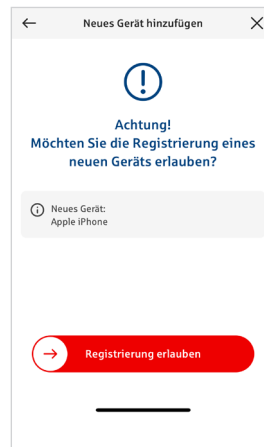 Neues Gerät hinzufügen
Achtung!
Möchten Sie die Registrierung eines
neuen Geräts erlauben?
Neues Gerät:
Apple iPhone
Registrierung erlauben